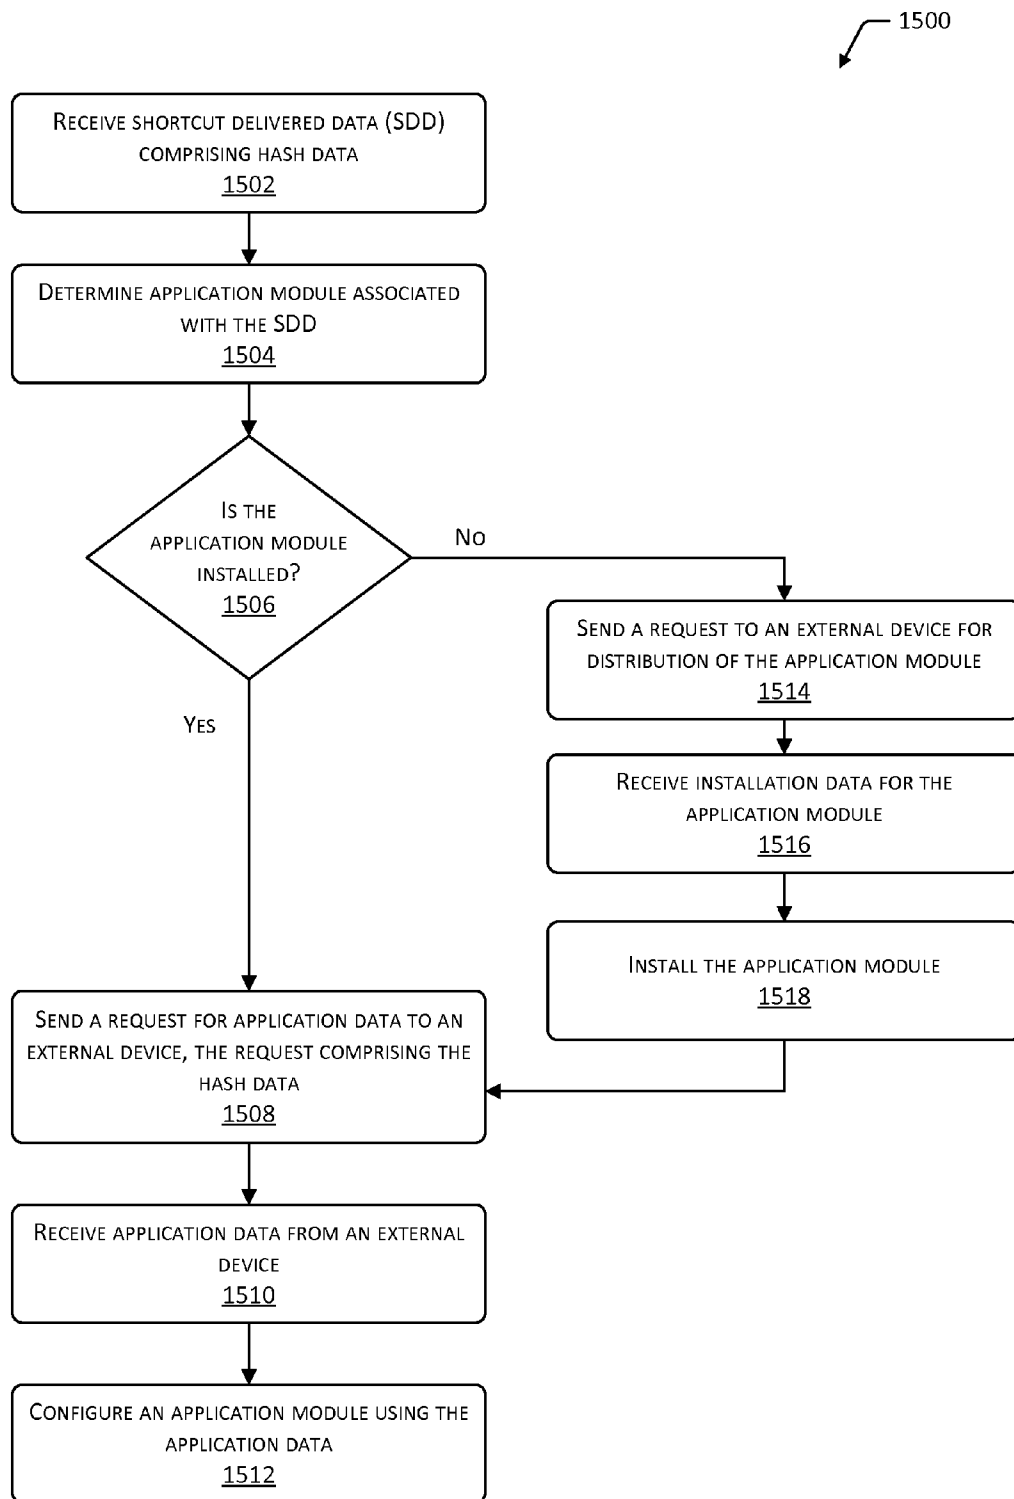 1500
RECEIVE SHORTCUT DELIVERED DATA (SDD)
COMPRISING HASH DATA
1502
DETERMINE APPLICATION MODULE ASSOCIATED
WITH THE SDD
1504
IS THE
APPLICATION MODULE
INSTALLED?
1506
NO
YES
SEND A REQUEST TO AN EXTERNAL DEVICE FOR
DISTRIBUTION OF THE APPLICATION MODULE
1514
RECEIVE INSTALLATION DATA FOR THE
APPLICATION MODULE
1516
INSTALL THE APPLICATION MODULE
1518
SEND A REQUEST FOR APPLICATION DATA TO AN
EXTERNAL DEVICE, THE REQUEST COMPRISING THE
HASH DATA
1508
RECEIVE APPLICATION DATA FROM AN EXTERNAL
DEVICE
1510
CONFIGURE AN APPLICATION MODULE USING THE
APPLICATION DATA
1512